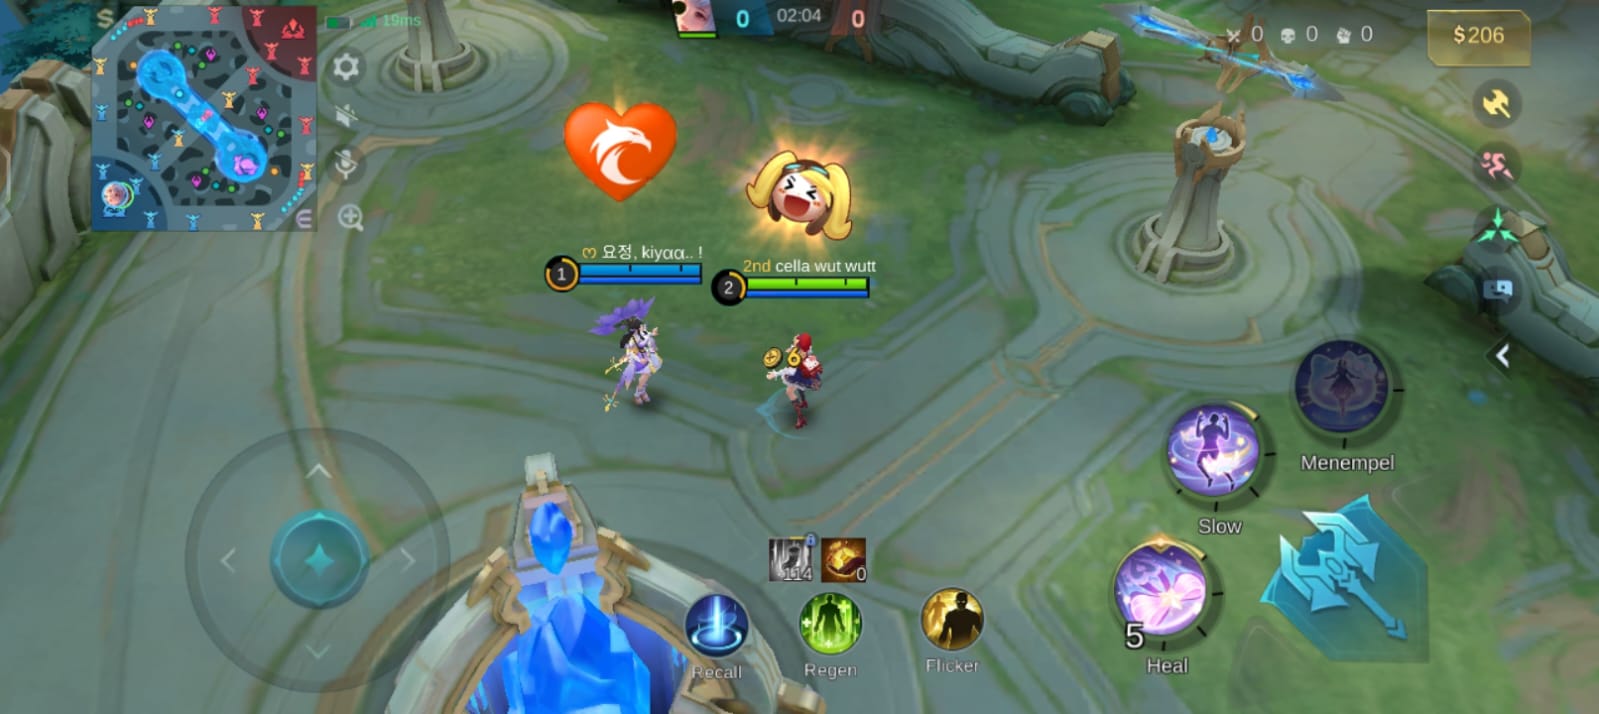 19ms
0 02:04 0
0 0 0
$206
요정, kiyαα.. !
1
2nd cella wut wutt
2
Menempel
Slow
114
0
5
Heal
Recall
Regen
Flicker